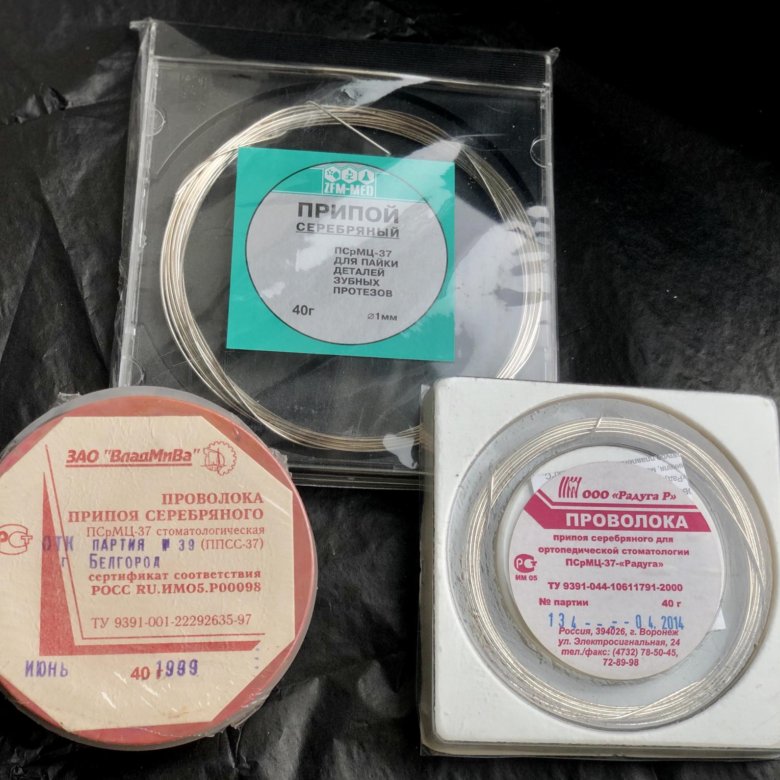 ZFM-MED
ПРИПОЙ
СЕРЕБРЯНЫЙ
ПСрМЦ-37
ДЛЯ ПАЙКИ
ДЕТАЛЕЙ
ЗУБНЫХ
ПРОТЕЗОВ
40г ⌀1мм
ЗАО "ВладМиВа"
ПРОВОЛОКА
ПРИПОЯ СЕРЕБРЯНОГО
ПСрМЦ-37 стоматологическая
ОТК ПАРТИЯ № 39 (ППСС-37)
г БЕЛГОРОД
сертификат соответствия
РОСС RU.ИМО5.Р00098
ТУ 9391-001-22292635-97
ИЮНЬ 40 г 1999
ООО «Радуга Р»
ПРОВОЛОКА
припоя серебряного для
ортопедической стоматологии
ПСрМЦ-37-«Радуга»
ИМ 05
ТУ 9391-044-10611791-2000
№ партии 40 г
134 - - - - 04.2014
Россия, 394026, г. Воронеж
ул. Электросигнальная, 24
тел./факс: (4732) 78-50-45,
72-89-98